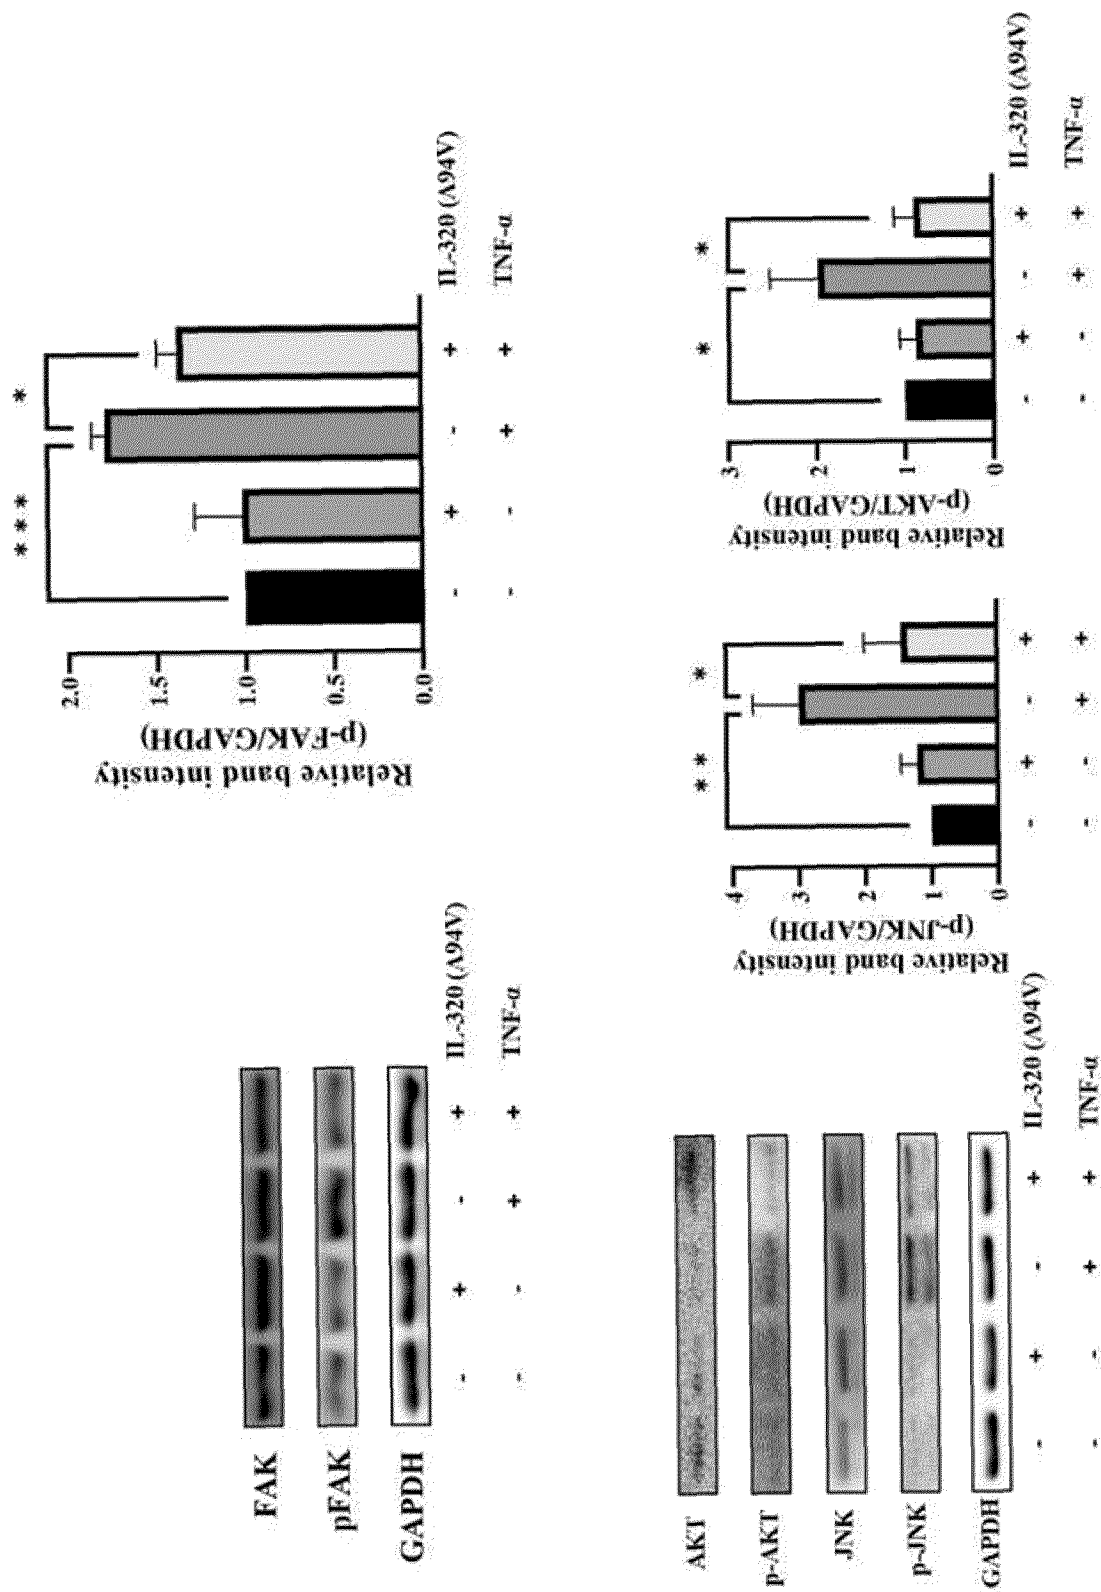 FAK
pFAK
GAPDH
- + - + IL-320 (A94V)
- - + + TNF-α
Relative band intensity
(p-FAK/GAPDH)
2.0
1.5
1.0
0.5
0.0
*** *
- + - + IL-320 (A94V)
- - + + TNF-α
AKT
p-AKT
JNK
p-JNK
GAPDH
- + - + IL-320 (A94V)
- - + + TNF-α
Relative band intensity
(p-JNK/GAPDH)
4
3
2
1
0
** *
- + - +
- - + +
Relative band intensity
(p-AKT/GAPDH)
3
2
1
0
* *
- + - + IL-320 (A94V)
- - + + TNF-α